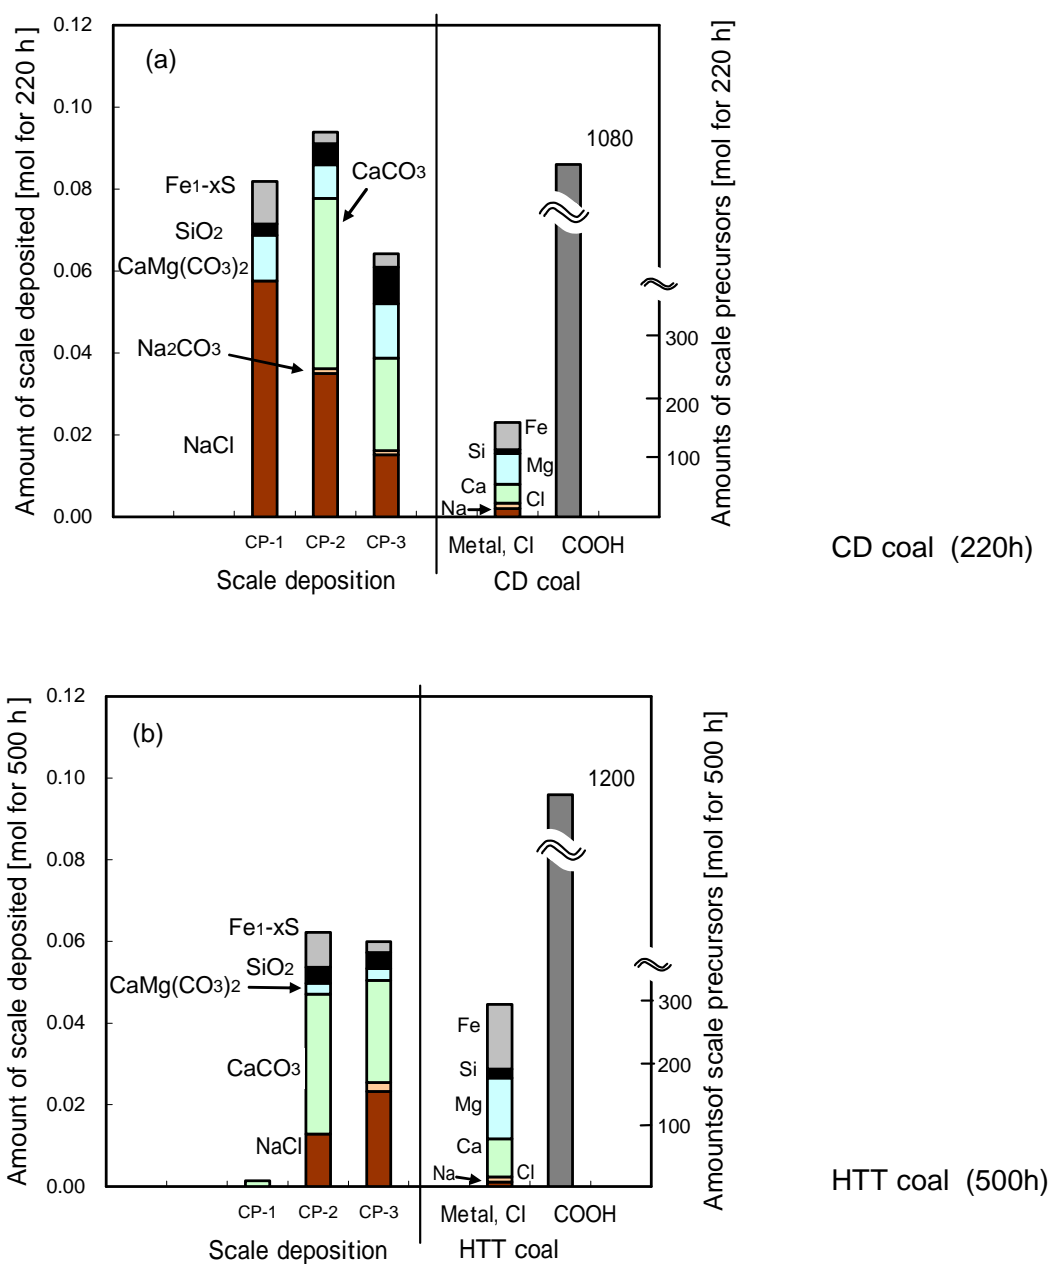 Amount of scale deposited [mol for 220 h ]
0.12
0.10
0.08
0.06
0.04
0.02
0.00
(a)
Fe1-xS
SiO2
CaMg(CO3)2
Na2CO3
NaCl
CaCO3
1080
Fe
Si
Mg
Ca
Cl
Na
300
200
100
Amounts of scale precursors [mol for 220 h]
CP-1 CP-2 CP-3
Metal, Cl COOH
Scale deposition
CD coal
CD coal (220h)
Amount of scale deposited [mol for 500 h ]
0.12
0.10
0.08
0.06
0.04
0.02
0.00
(b)
Fe1-xS
SiO2
CaMg(CO3)2
CaCO3
NaCl
1200
Fe
Si
Mg
Ca
Na
Cl
300
200
100
Amountsof scale precursors [mol for 500 h]
CP-1 CP-2 CP-3
Metal, Cl COOH
Scale deposition
HTT coal
HTT coal (500h)